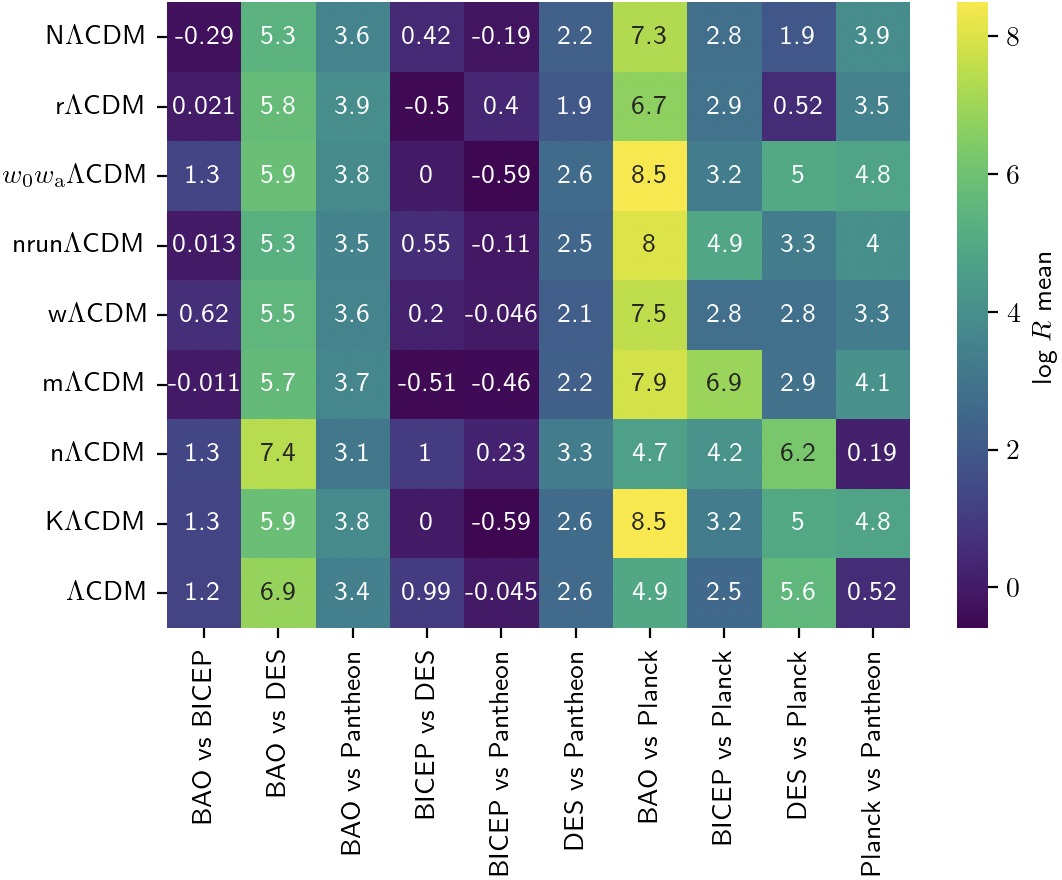 NΛCDM -0.29 5.3 3.6 0.42 -0.19 2.2 7.3 2.8 1.9 3.9
rΛCDM 0.021 5.8 3.9 -0.5 0.4 1.9 6.7 2.9 0.52 3.5
w₀wₐΛCDM 1.3 5.9 3.8 0 -0.59 2.6 8.5 3.2 5 4.8
nrunΛCDM 0.013 5.3 3.5 0.55 -0.11 2.5 8 4.9 3.3 4
wΛCDM 0.62 5.5 3.6 0.2 -0.046 2.1 7.5 2.8 2.8 3.3
mΛCDM -0.011 5.7 3.7 -0.51 -0.46 2.2 7.9 6.9 2.9 4.1
nΛCDM 1.3 7.4 3.1 1 0.23 3.3 4.7 4.2 6.2 0.19
KΛCDM 1.3 5.9 3.8 0 -0.59 2.6 8.5 3.2 5 4.8
ΛCDM 1.2 6.9 3.4 0.99 -0.045 2.6 4.9 2.5 5.6 0.52
BAO vs BICEP
BAO vs DES
BAO vs Pantheon
BICEP vs DES
BICEP vs Pantheon
DES vs Pantheon
BAO vs Planck
BICEP vs Planck
DES vs Planck
Planck vs Pantheon
8
6
4
2
0
log R mean